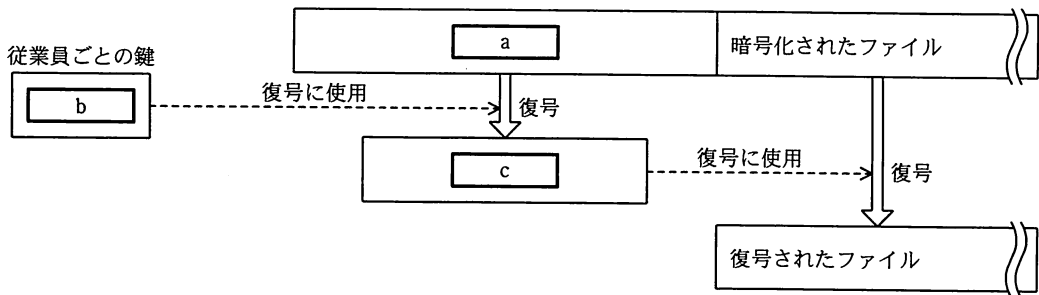 a
暗号化されたファイル
従業員ごとの鍵
b
復号に使用
復号
c
復号に使用
復号
復号されたファイル